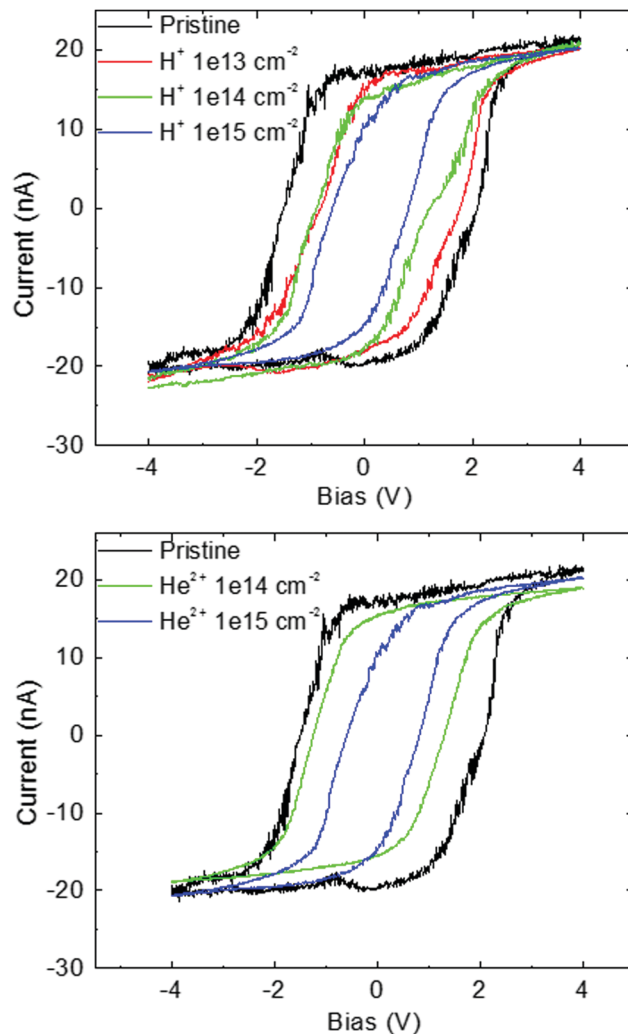 Pristine
H⁺ 1e13 cm⁻²
H⁺ 1e14 cm⁻²
H⁺ 1e15 cm⁻²
20
10
0
-10
-20
-30
Current (nA)
-4 -2 0 2 4
Bias (V)
Pristine
He²⁺ 1e14 cm⁻²
He²⁺ 1e15 cm⁻²
20
10
0
-10
-20
-30
Current (nA)
-4 -2 0 2 4
Bias (V)